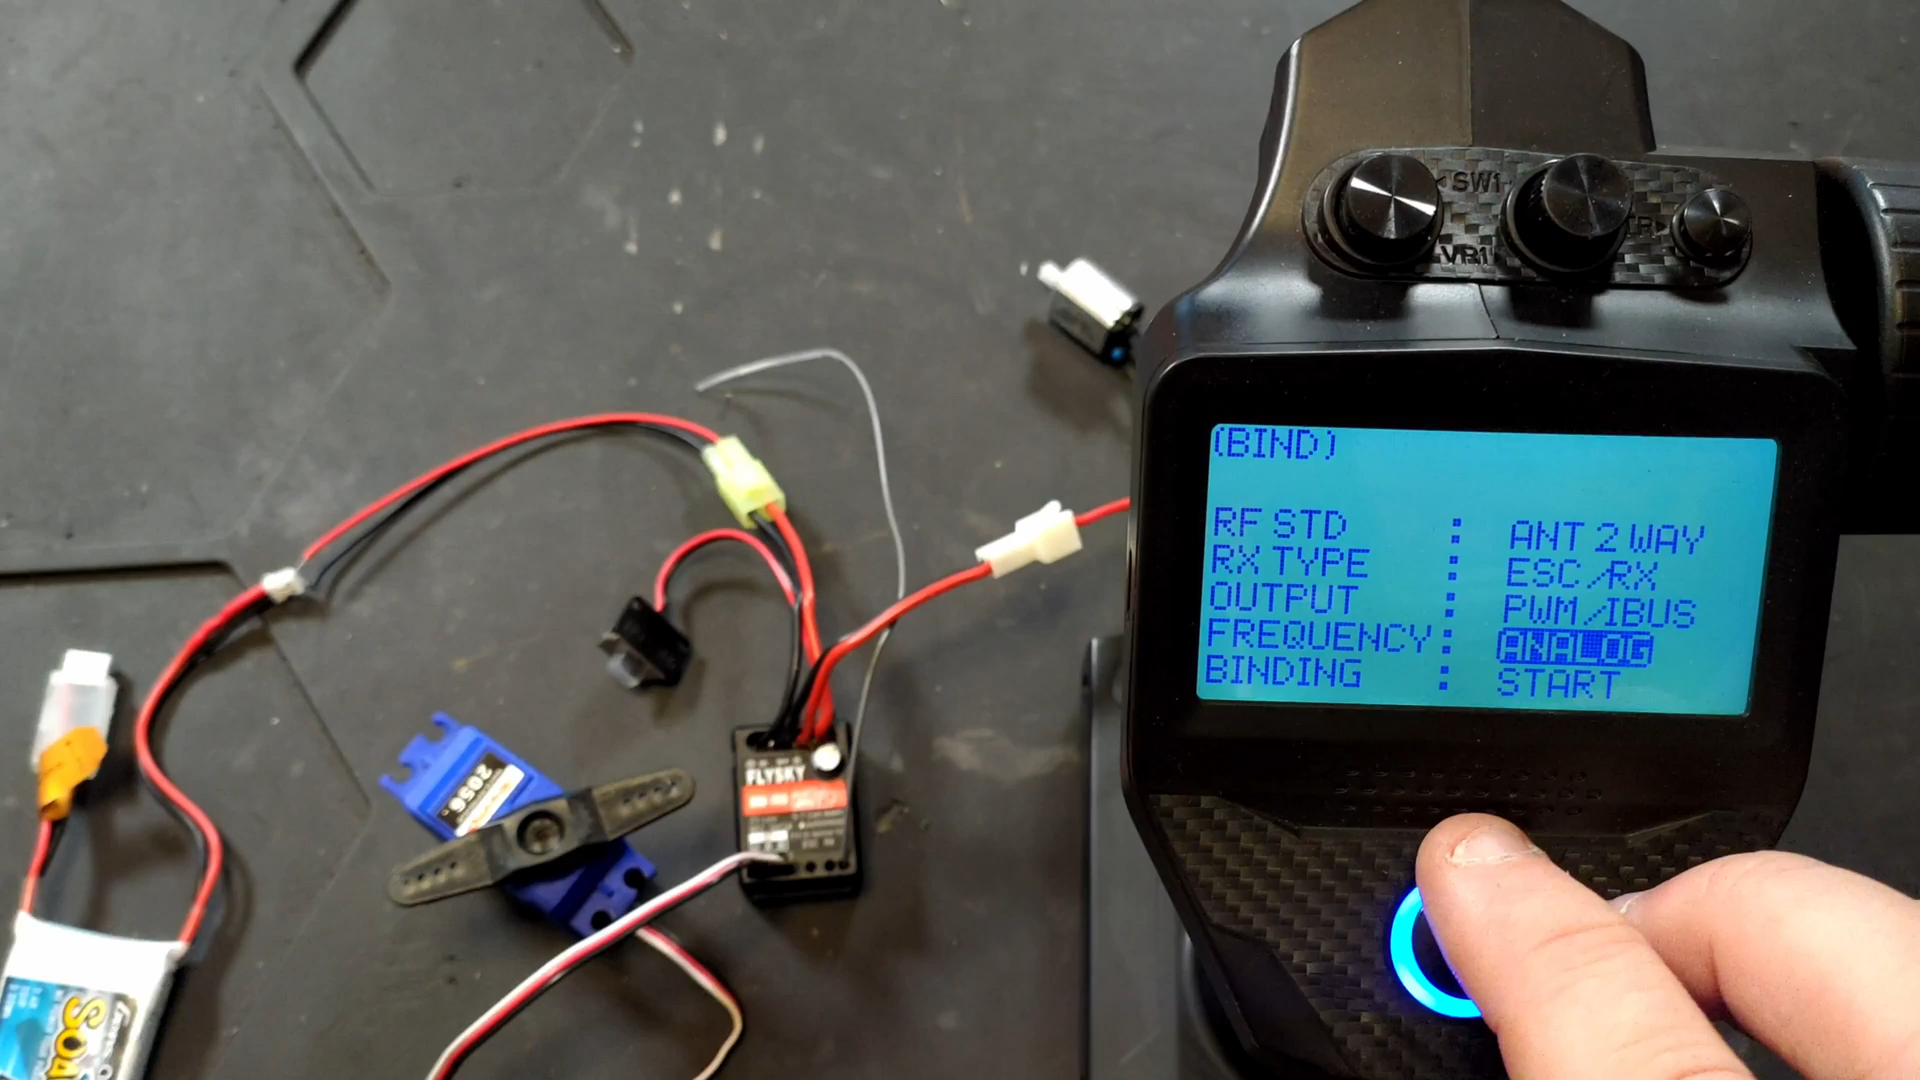 SW1
VR1
(BIND)
RF STD : ANT 2 WAY
RX TYPE : ESC/RX
OUTPUT : PWM/IBUS
FREQUENCY : ANALOG
BINDING : START
FLYSKY
2056